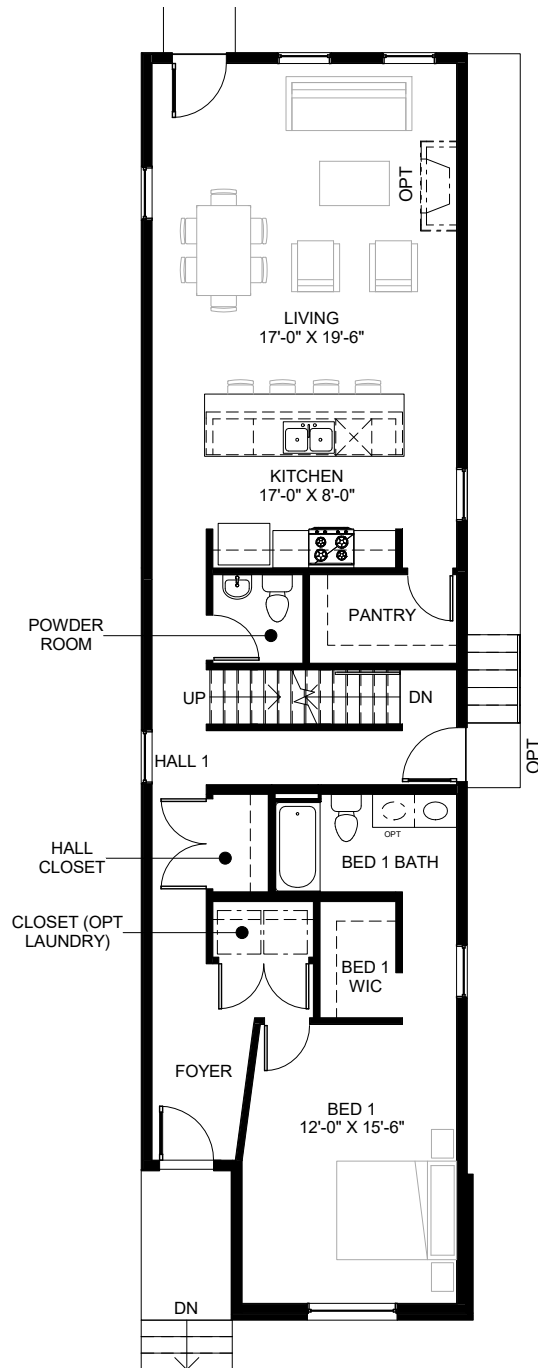 OPT
LIVING
17'-0" X 19'-6"
KITCHEN
17'-0" X 8'-0"
POWDER
ROOM
PANTRY
UP
DN
HALL 1
OPT
OPT
HALL
CLOSET
BED 1 BATH
CLOSET (OPT
LAUNDRY)
BED 1
WIC
FOYER
BED 1
12'-0" X 15'-6"
DN